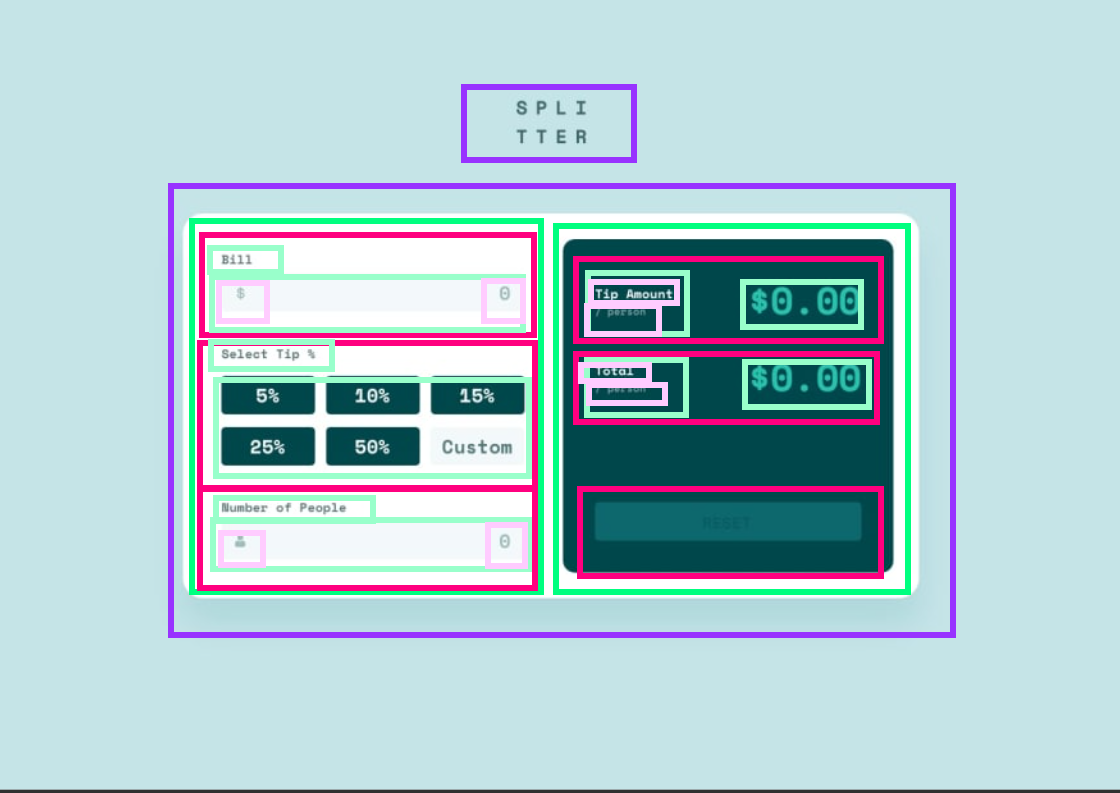 SPLI
TTER
Bill
$ 0
Select Tip %
5% 10% 15%
25% 50% Custom
Number of People
0
Tip Amount
/ person
$0.00
Total
/ person
$0.00
RESET